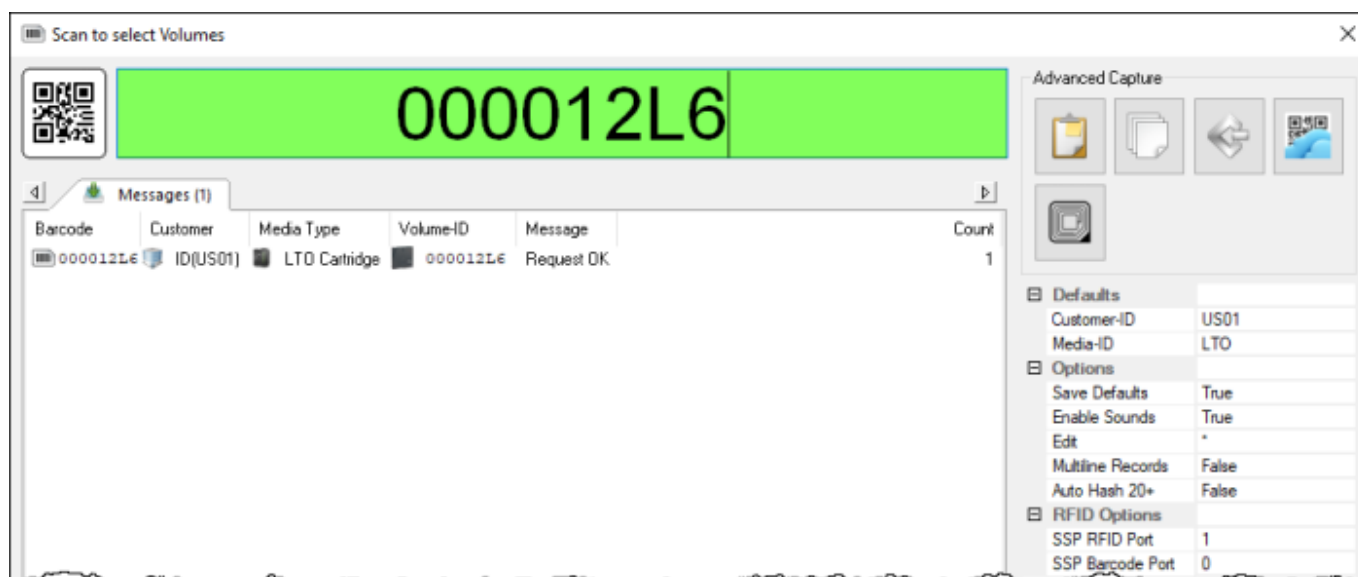 Scan to select Volumes
000012L6
Messages (1)
Barcode Customer Media Type Volume-ID Message Count
000012L6 ID(US01) LTO Cartridge 000012L6 Request OK 1
Advanced Capture
Defaults
Customer-ID US01
Media-ID LTO
Options
Save Defaults True
Enable Sounds True
Edit *
Multiline Records False
Auto Hash 20+ False
RFID Options
SSP RFID Port 1
SSP Barcode Port 0